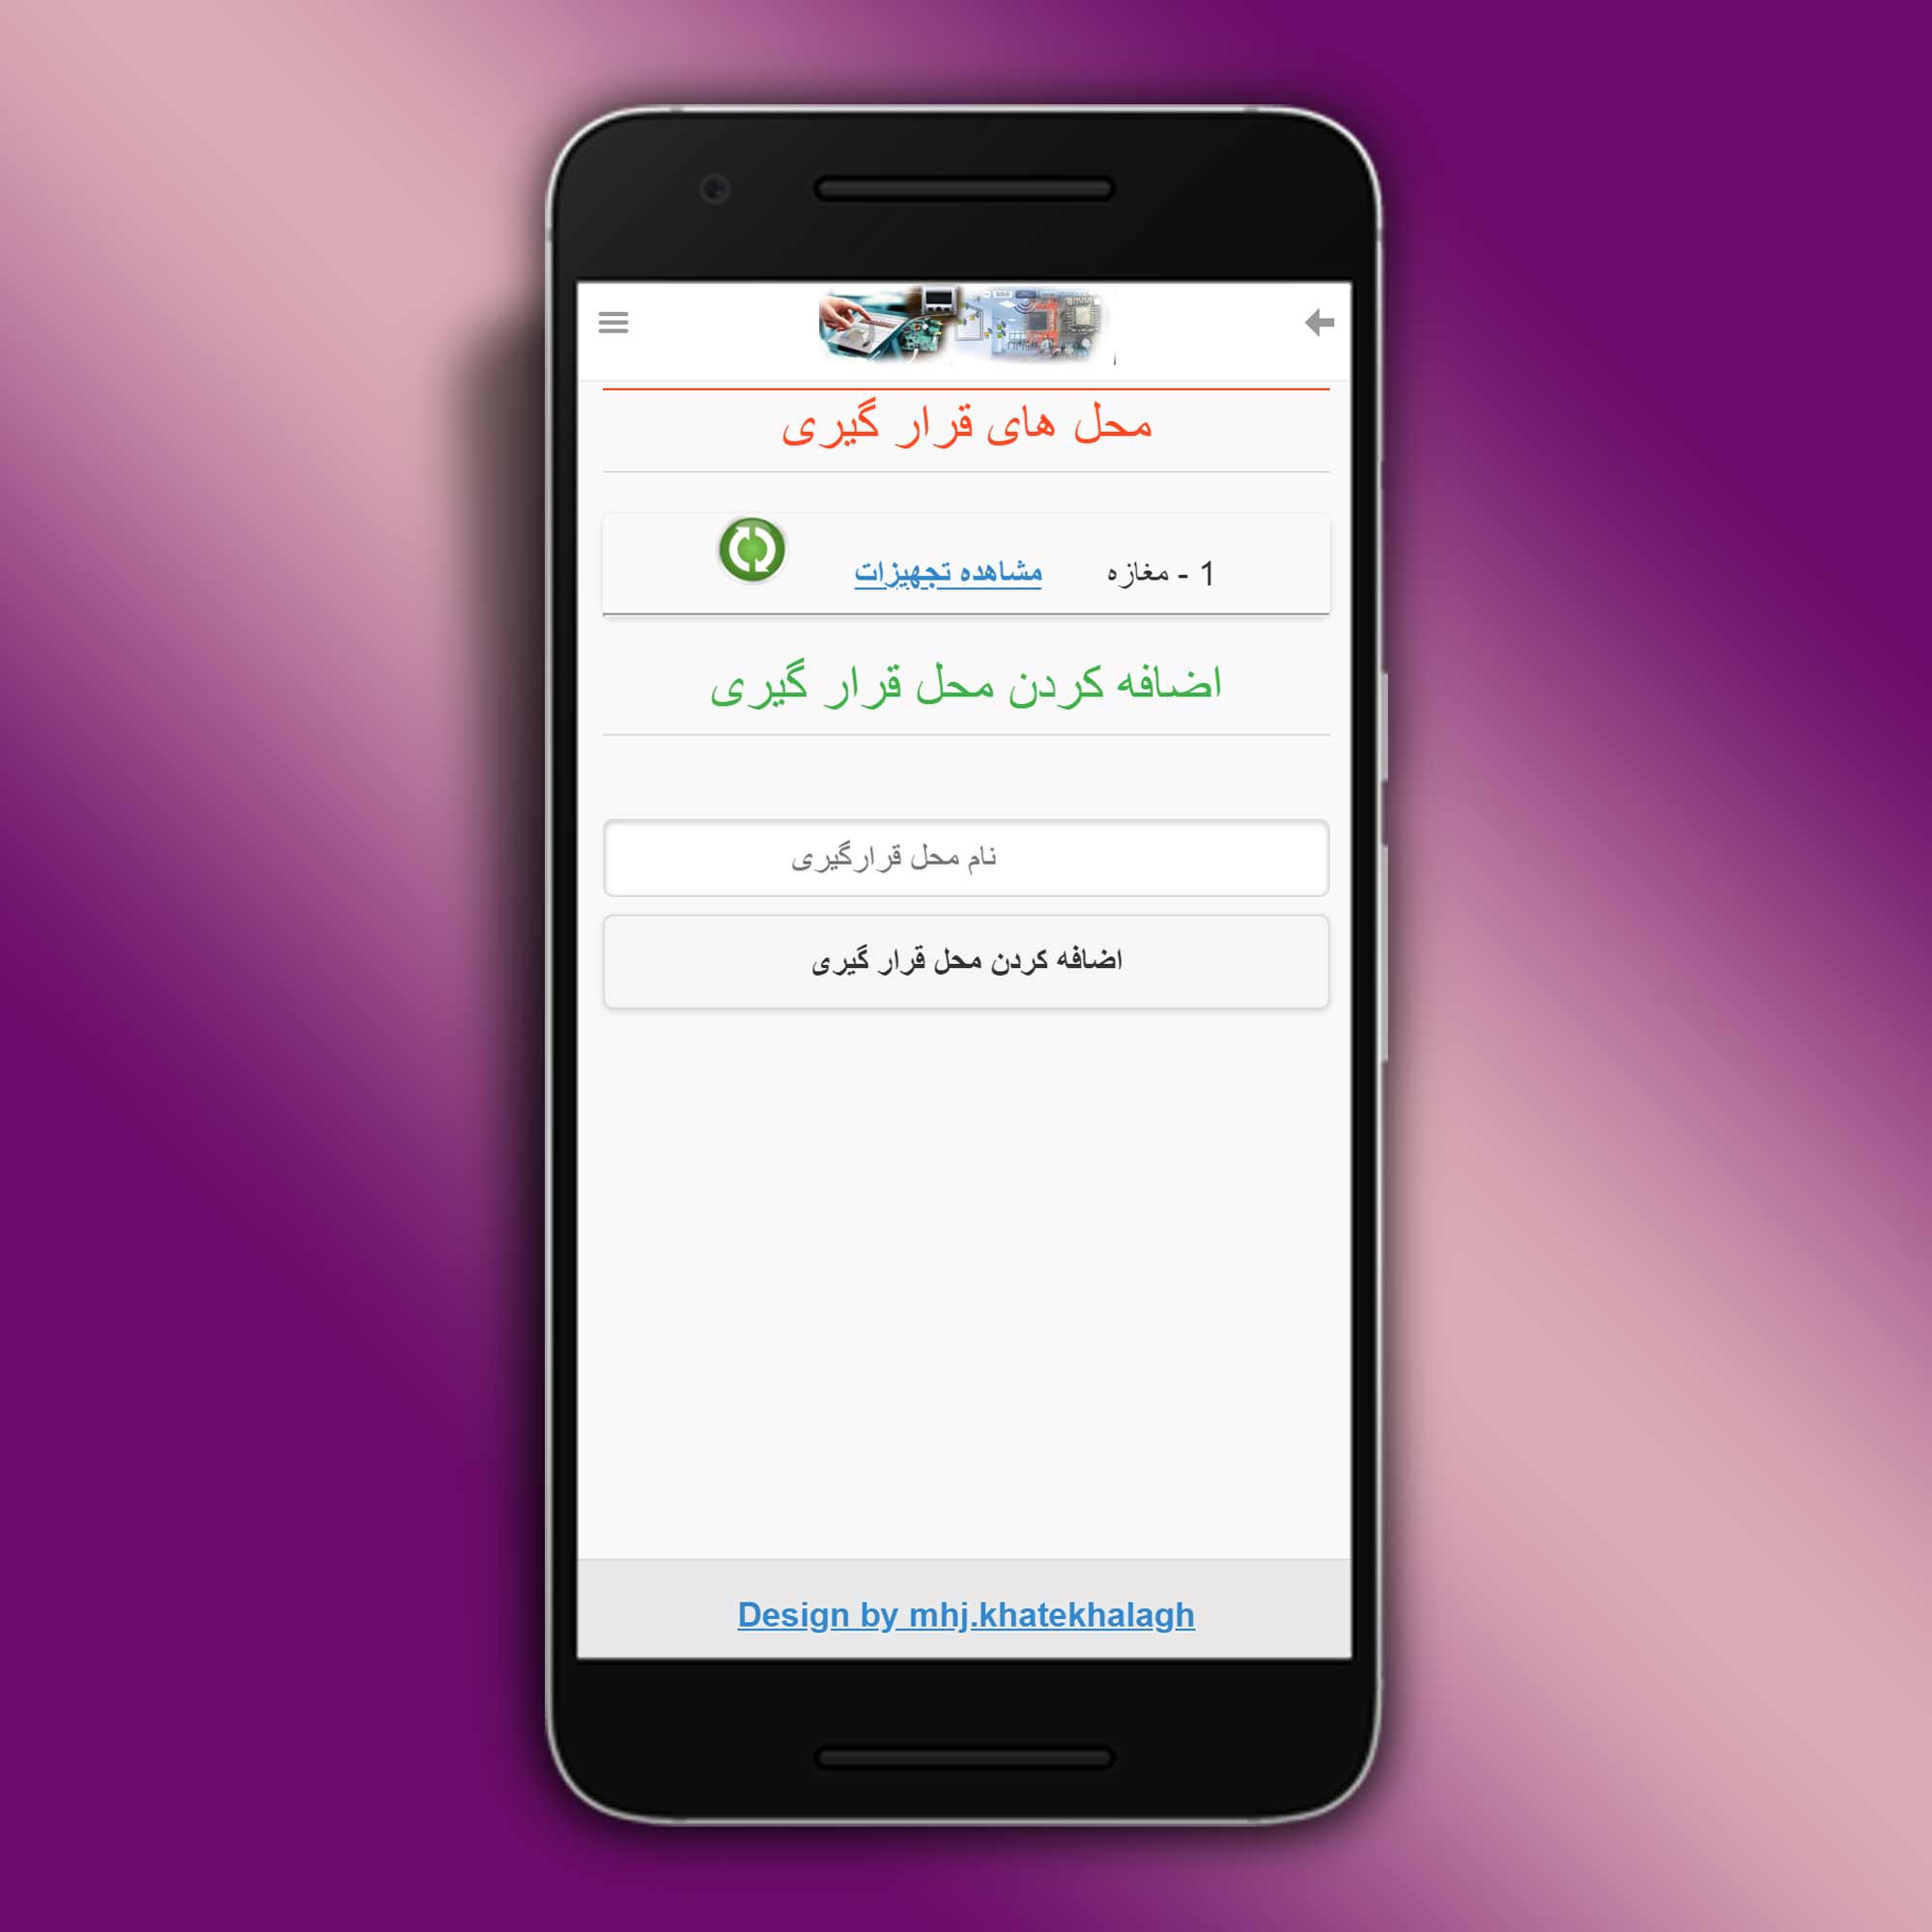 محل های قرار گیری
1 - مغازه مشاهده تجهیزات
اضافه کردن محل قرار گیری
نام محل قرارگیری
اضافه کردن محل قرار گیری
Design by mhj.khatekhalagh